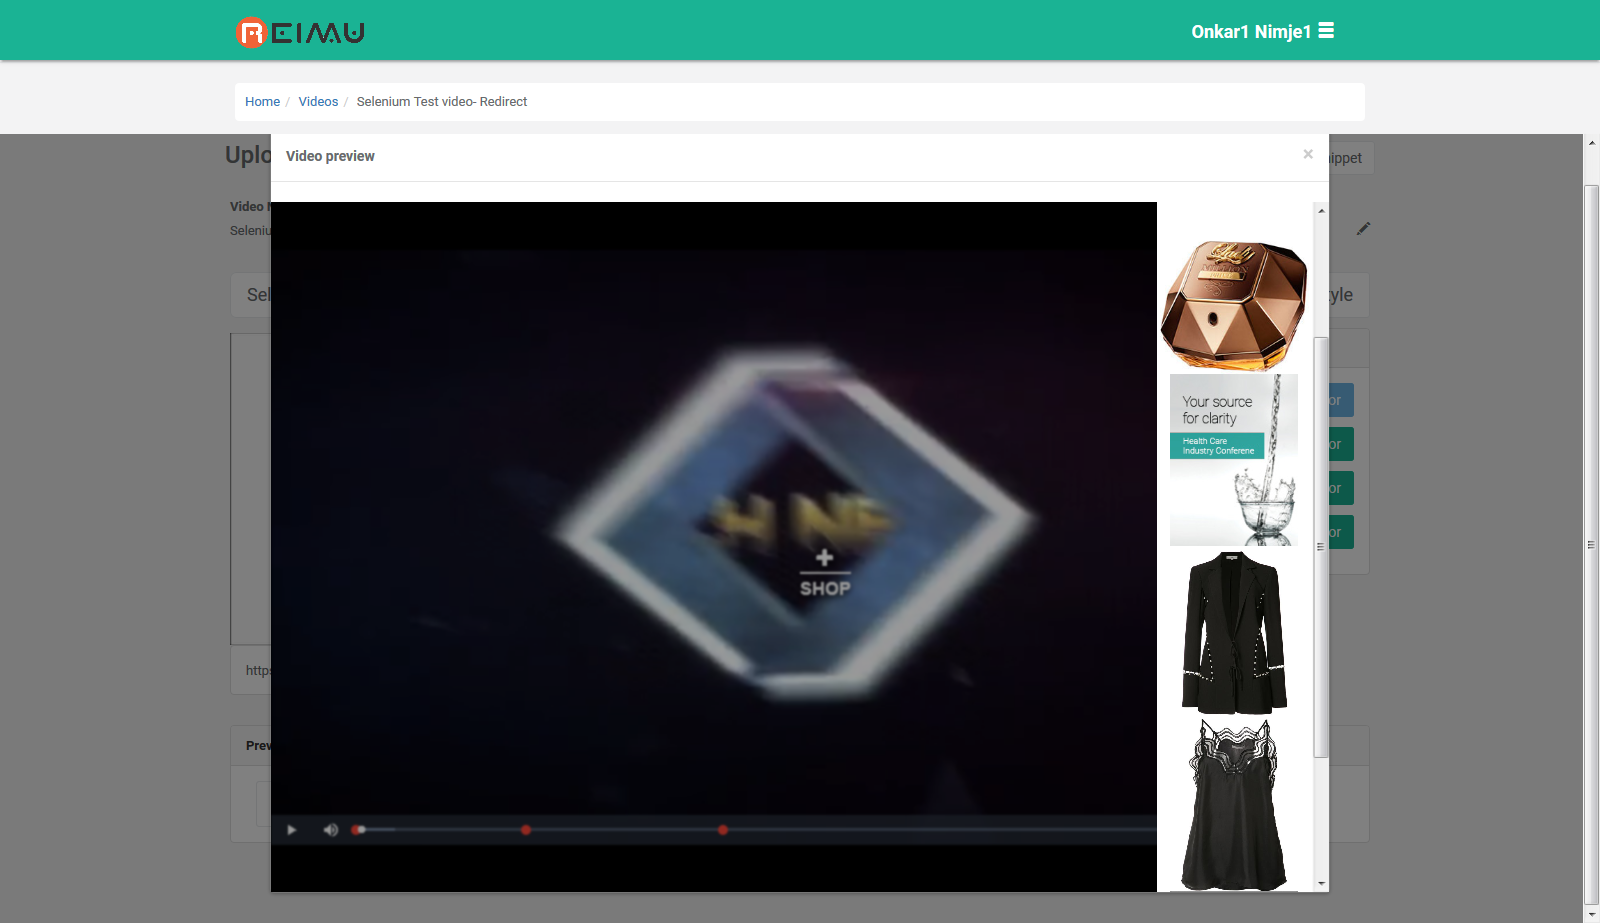 REIMU
Onkar1 Nimje1
Home / Videos / Selenium Test video- Redirect
Uplo
Video preview
×
ippet
Video
Seleniu
Sel
yle
or
or
or
or
Your source
for clarity
Health Care
Industry Conferene
H NE
+
SHOP
http
Prev